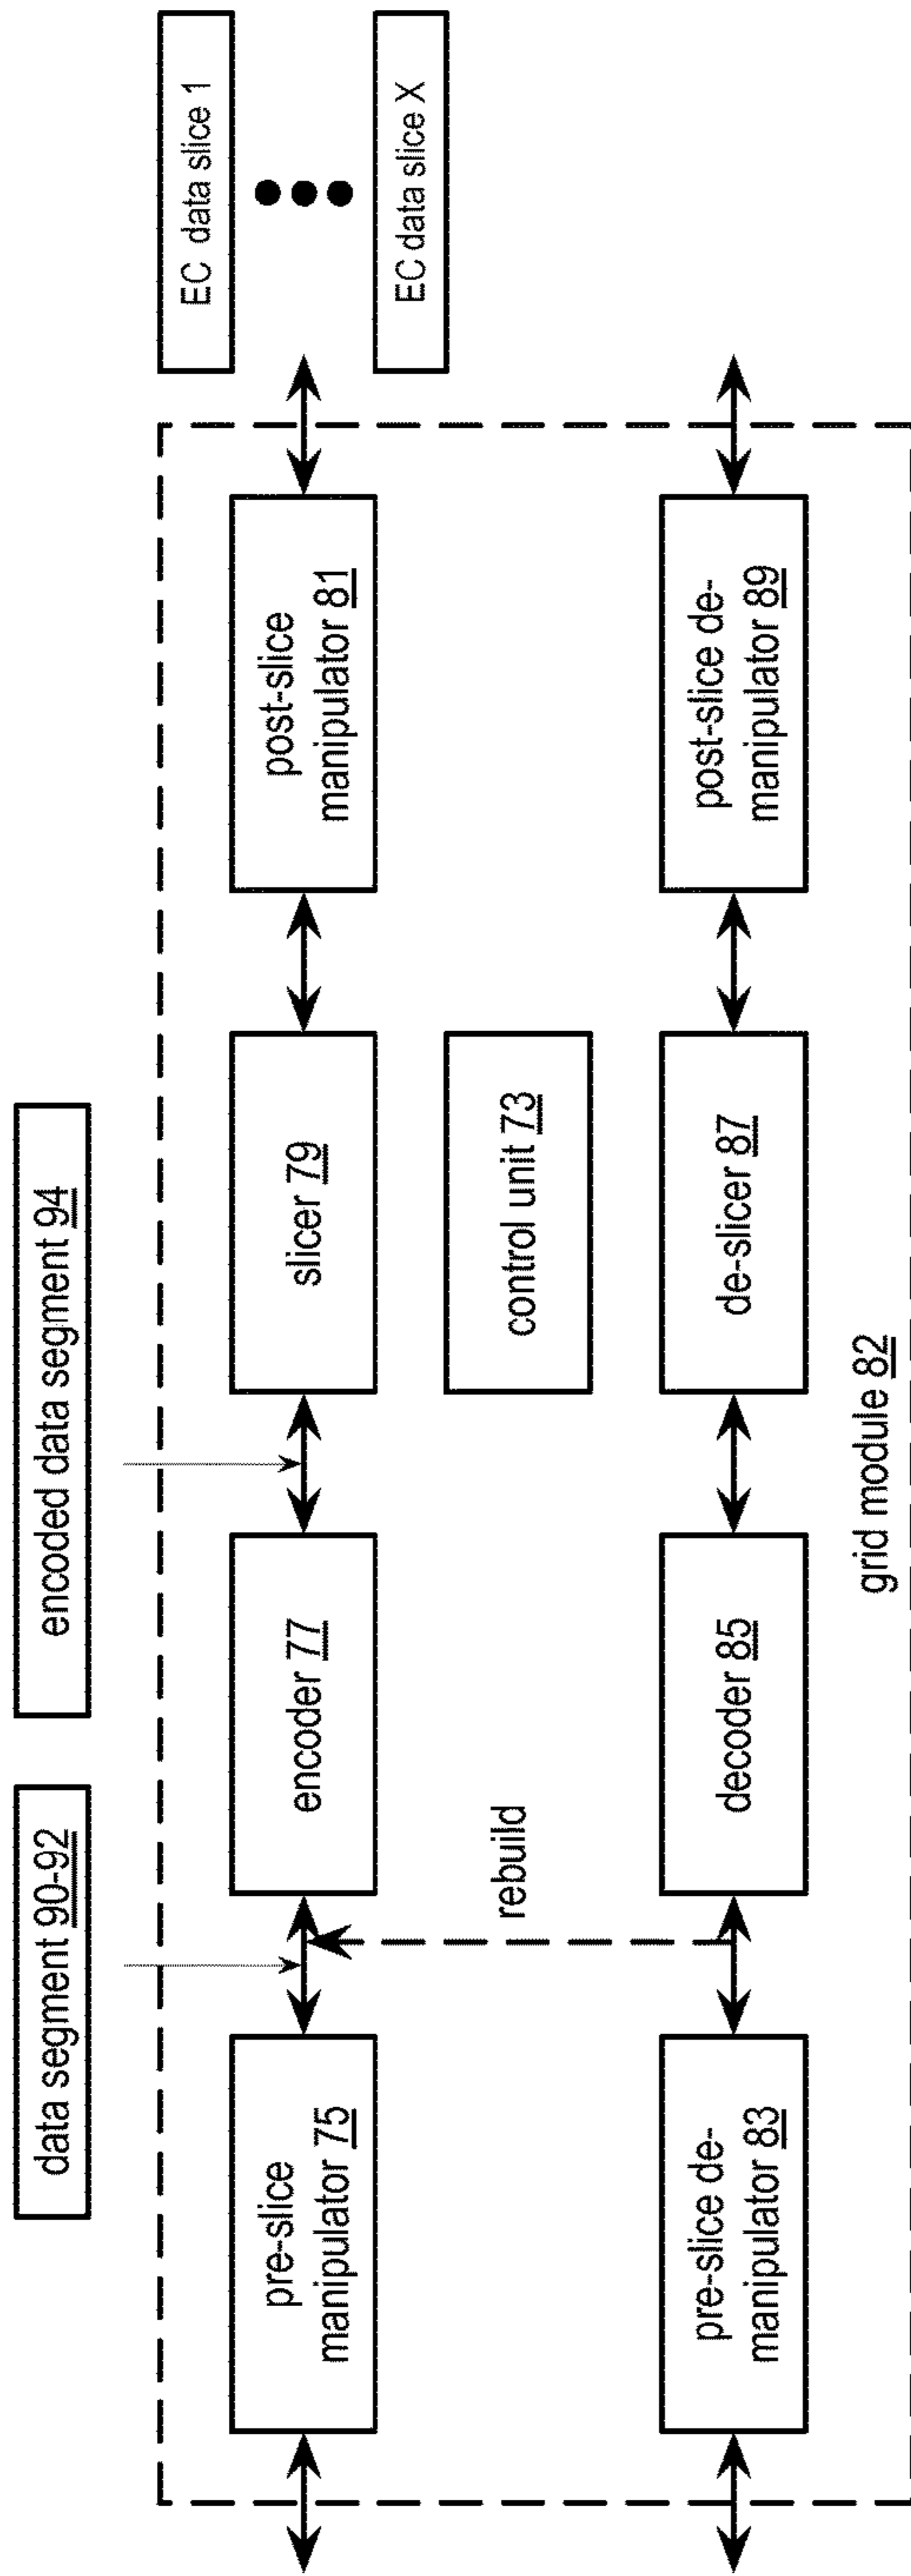 data segment 90-92
encoded data segment 94
EC data slice 1
EC data slice X
pre-slice
manipulator 75
encoder 77
slicer 79
post-slice
manipulator 81
rebuild
control unit 73
pre-slice de-
manipulator 83
decoder 85
de-slicer 87
post-slice de-
manipulator 89
grid module 82